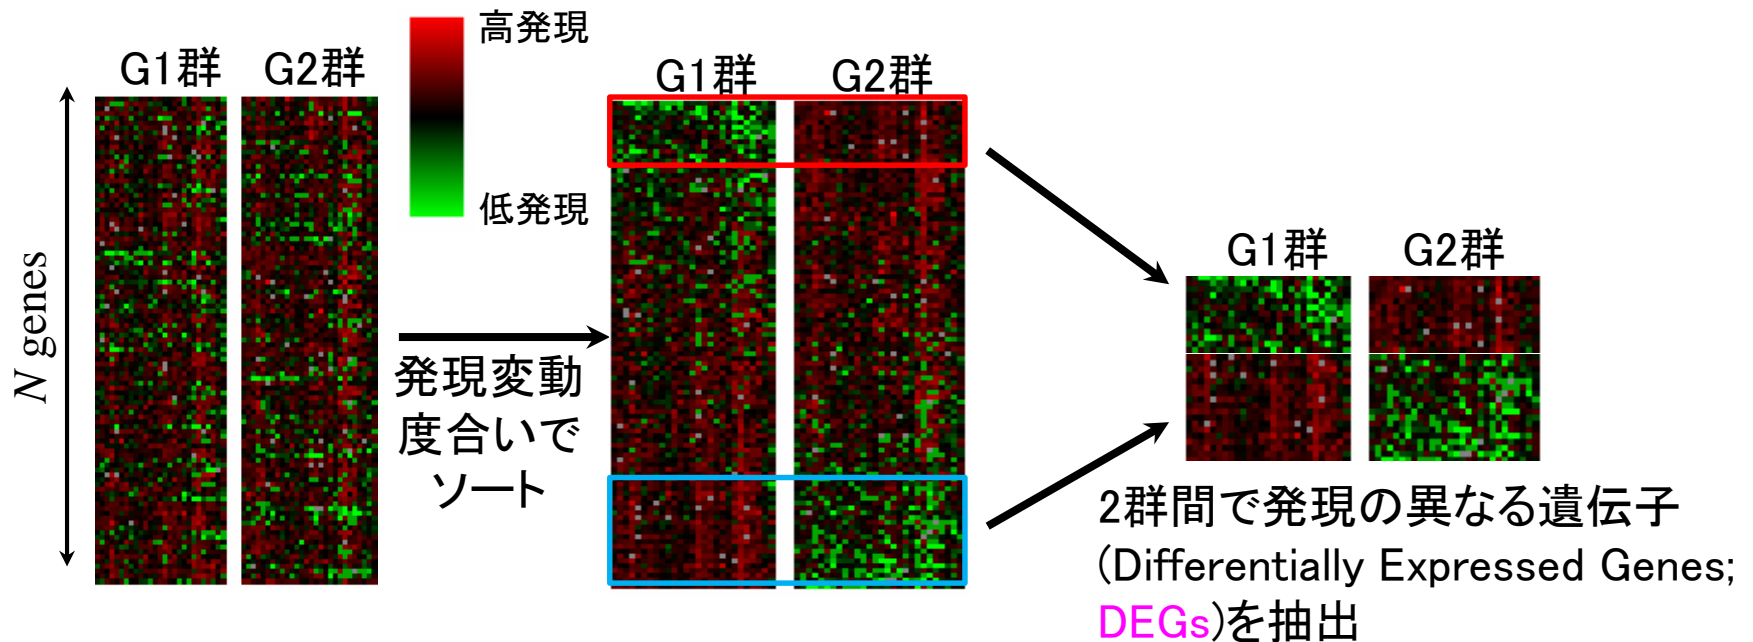 G1群 G2群
N genes
高発現
低発現
発現変動
度合いで
ソート
G1群 G2群
G1群 G2群
2群間で発現の異なる遺伝子
(Differentially Expressed Genes;
DEGs)を抽出